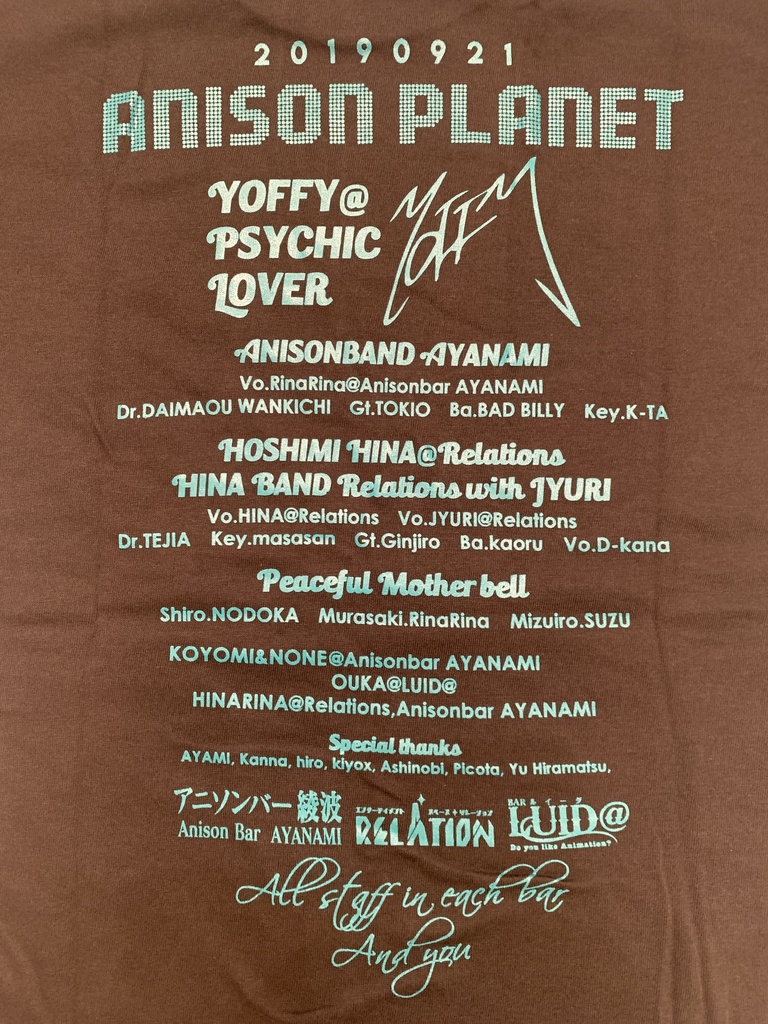 20190921
ANISON PLANET
YOFFY@
PSYCHIC
LOVER
ANISONBAND AYANAMI
Vo.RinaRina@Anisonbar AYANAMI
Dr.DAIMAOU WANKICHI Gt.TOKIO Ba.BAD BILLY Key.K-TA
HOSHIMI HINA@Relations
HINA BAND Relations with JYURI
Vo.HINA@Relations Vo.JYURI@Relations
Dr.TEJIA Key.masasan Gt.Ginjiro Ba.kaoru Vo.D-kana
Peaceful Mother bell
Shiro.NODOKA Murasaki.RinaRina Mizuiro.SUZU
KOYOMI&NONE@Anisonbar AYANAMI
OUKA@LUID@
HINARINA@Relations,Anisonbar AYANAMI
Special thanks
AYAMI, Kanna, hiro, kiyox, Ashinobi, Picota, Yu Hiramatsu,
アニソンバー 綾波
Anison Bar AYANAMI
RELATION
BAR & イニング
LUID@
Do you like Animation?
All staff in each bar
And you